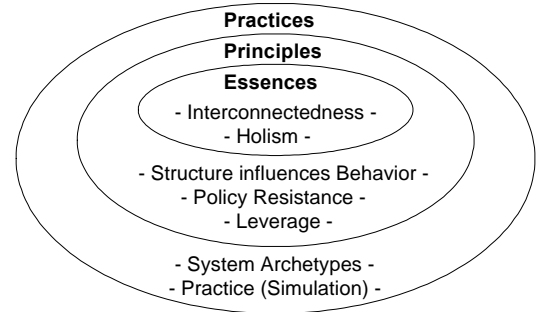 Practices
Principles
Essences
- Interconnectedness -
- Holism -
- Structure influences Behavior -
- Policy Resistance -
- Leverage -
- System Archetypes -
- Practice (Simulation) -